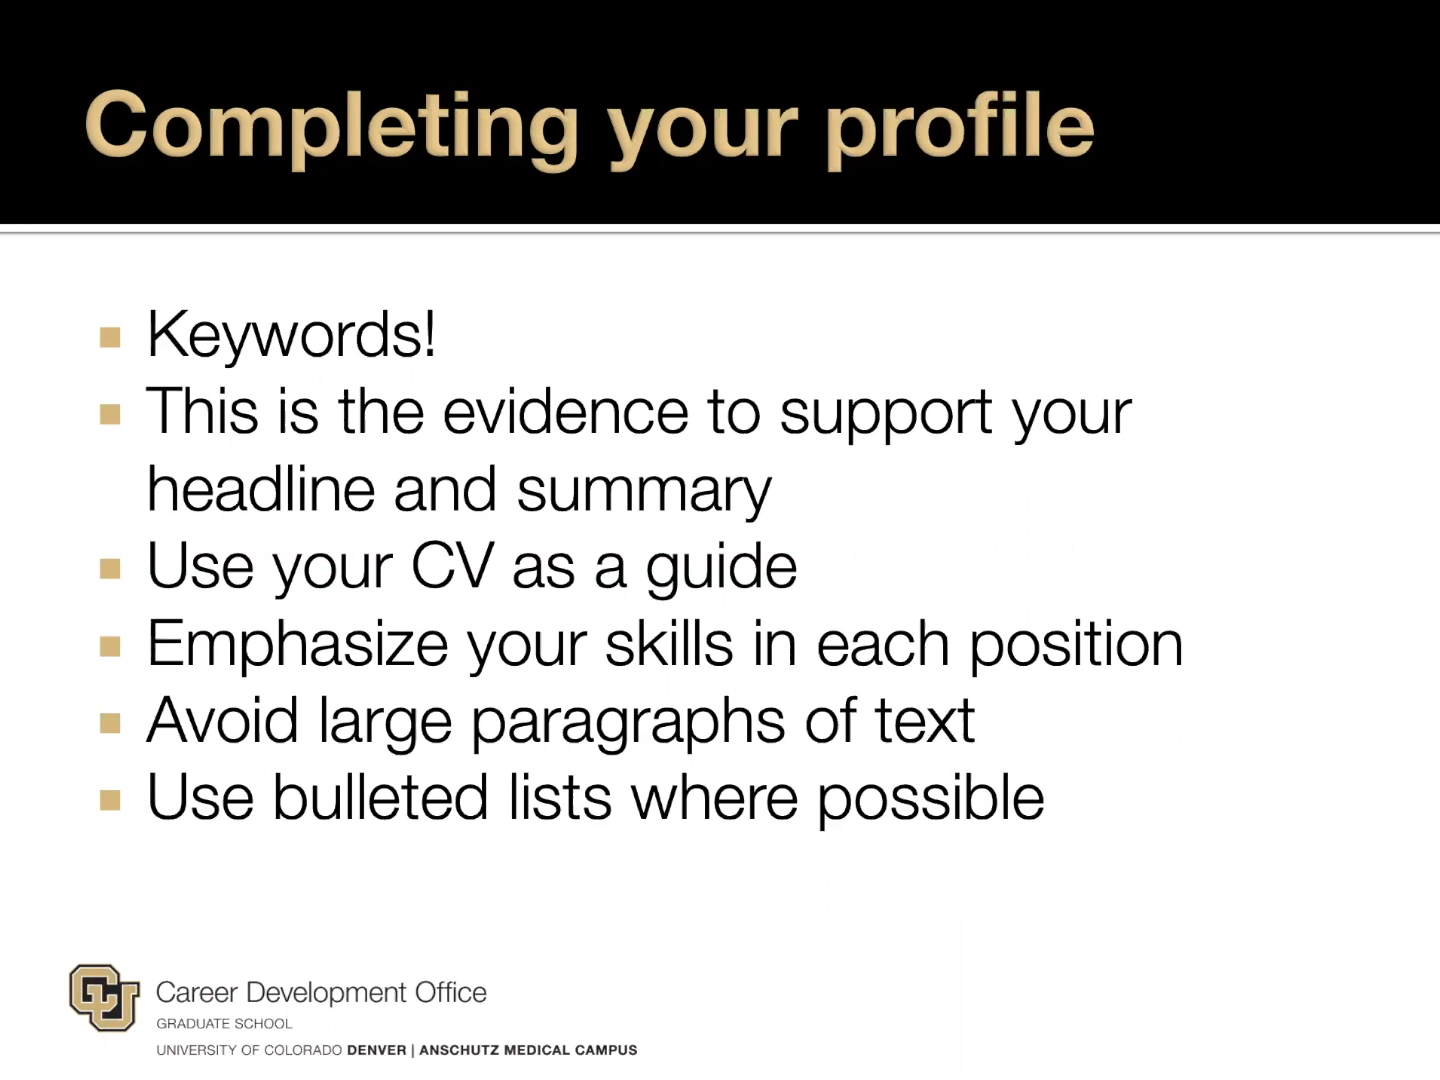 Completing your profile
Keywords!
This is the evidence to support your
headline and summary
Use your CV as a guide
Emphasize your skills in each position
Avoid large paragraphs of text
Use bulleted lists where possible
CU
Career Development Office
GRADUATE SCHOOL
UNIVERSITY OF COLORADO DENVER | ANSCHUTZ MEDICAL CAMPUS